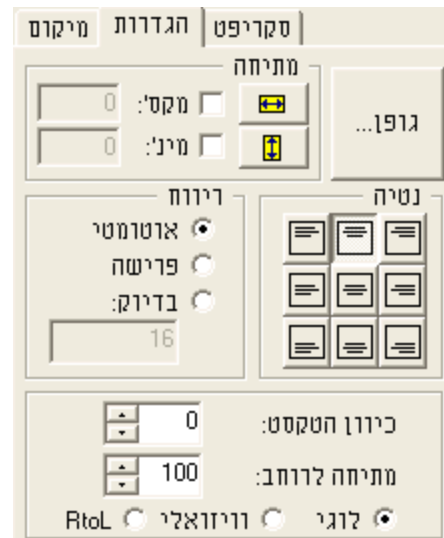 סקריפט הגדרות מיקום
מתיחה
גופן...
מקס': 0
מינ': 0
נטיה
ריווח
אוטומטי
פרישה
בדיוק:
16
כיוון הטקסט: 0
מתיחה לרוחב: 100
לוגי וויזואלי RtoL